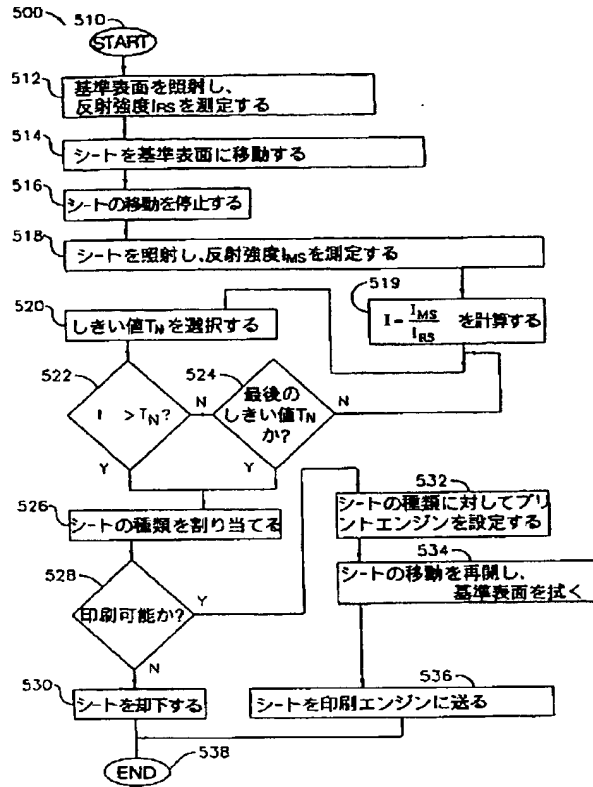 500
510
START
512
基準表面を照射し、
反射強度IRSを測定する
514
シートを基準表面に移動する
516
シートの移動を停止する
518
シートを照射し、反射強度IMSを測定する
519
I = IMS / IRS を計算する
520
しきい値TNを選択する
522
I > TN?
N
Y
524
最後の
しきい値TN
か?
N
Y
526
シートの種類を割り当てる
528
印刷可能か?
Y
N
530
シートを却下する
532
シートの種類に対してプリ
ントエンジンを設定する
534
シートの移動を再開し、
基準表面を拭く
536
シートを印刷エンジンに送る
END
538